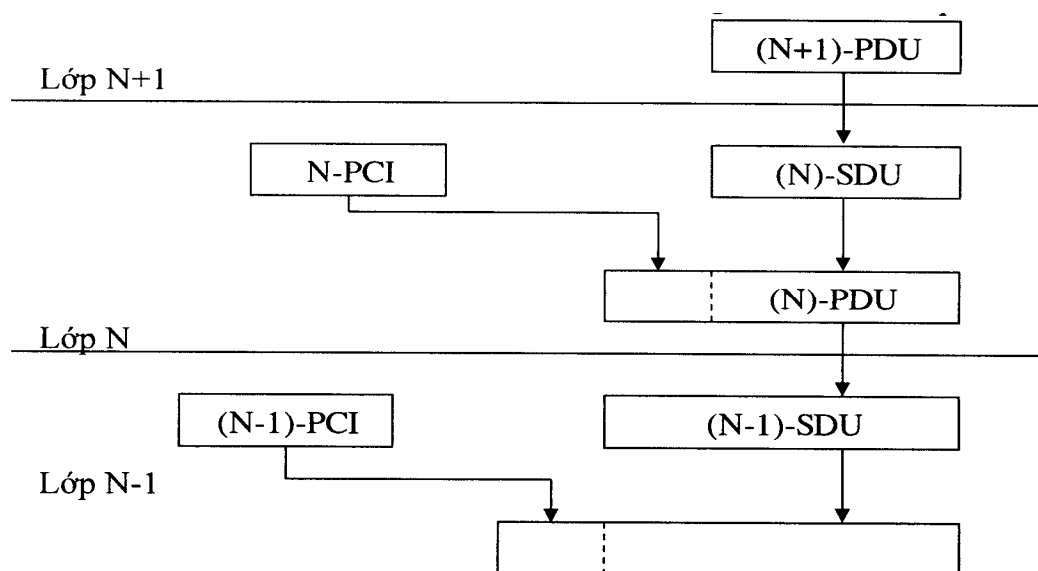 (N+1)-PDU
Lớp N+1
N-PCI
(N)-SDU
(N)-PDU
Lớp N
(N-1)-PCI
(N-1)-SDU
Lớp N-1